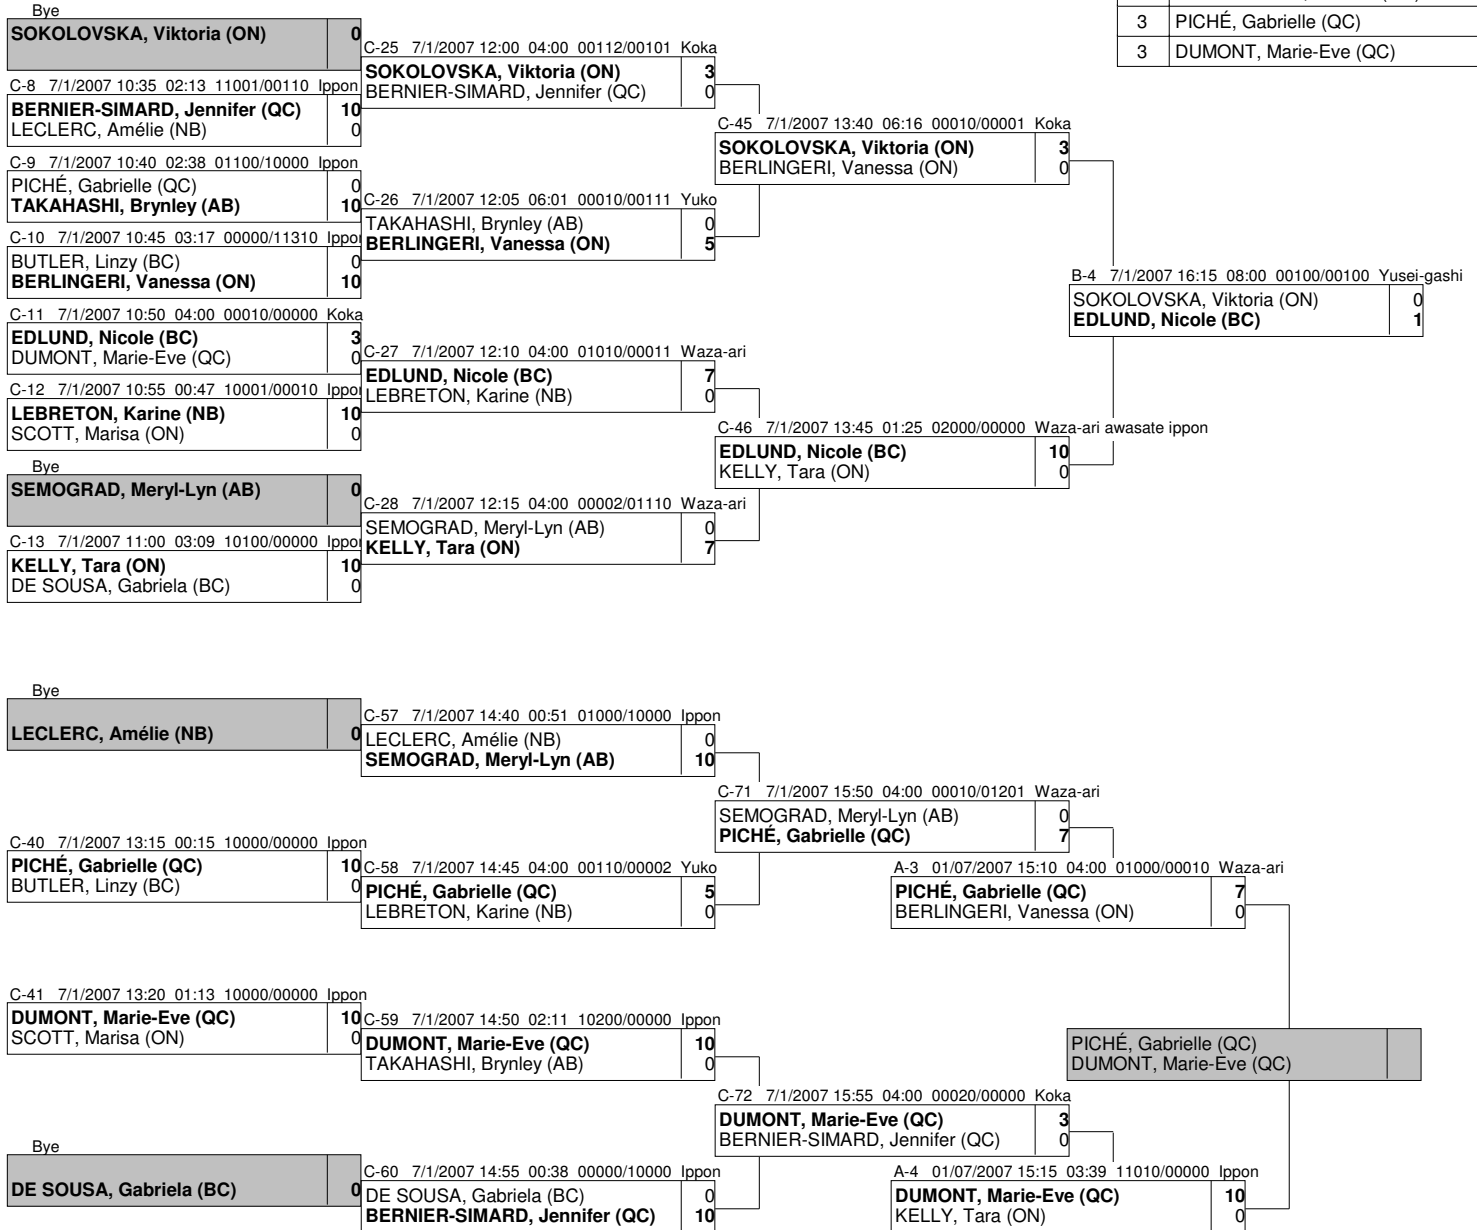 3 PICHÉ, Gabrielle (QC)
3 DUMONT, Marie-Eve (QC)
Bye
SOKOLOVSKA, Viktoria (ON) 0
C-8 7/1/2007 10:35 02:13 11001/00110 Ippon
BERNIER-SIMARD, Jennifer (QC) 10
LECLERC, Amélie (NB) 0
C-9 7/1/2007 10:40 02:38 01100/10000 Ippon
PICHÉ, Gabrielle (QC) 0
TAKAHASHI, Brynley (AB) 10
C-10 7/1/2007 10:45 03:17 00000/11310 Ippon
BUTLER, Linzy (BC) 0
BERLINGERI, Vanessa (ON) 10
C-11 7/1/2007 10:50 04:00 00010/00000 Koka
EDLUND, Nicole (BC) 3
DUMONT, Marie-Eve (QC) 0
C-12 7/1/2007 10:55 00:47 10001/00010 Ippon
LEBRETON, Karine (NB) 10
SCOTT, Marisa (ON) 0
Bye
SEMOGRAD, Meryl-Lyn (AB) 0
C-13 7/1/2007 11:00 03:09 10100/00000 Ippon
KELLY, Tara (ON) 10
DE SOUSA, Gabriela (BC) 0
C-25 7/1/2007 12:00 04:00 00112/00101 Koka
SOKOLOVSKA, Viktoria (ON) 3
BERNIER-SIMARD, Jennifer (QC) 0
C-26 7/1/2007 12:05 06:01 00010/00111 Yuko
TAKAHASHI, Brynley (AB) 0
BERLINGERI, Vanessa (ON) 5
C-27 7/1/2007 12:10 04:00 01010/00011 Waza-ari
EDLUND, Nicole (BC) 7
LEBRETON, Karine (NB) 0
C-28 7/1/2007 12:15 04:00 00002/01110 Waza-ari
SEMOGRAD, Meryl-Lyn (AB) 0
KELLY, Tara (ON) 7
C-45 7/1/2007 13:40 06:16 00010/00001 Koka
SOKOLOVSKA, Viktoria (ON) 3
BERLINGERI, Vanessa (ON) 0
C-46 7/1/2007 13:45 01:25 02000/00000 Waza-ari awasate ippon
EDLUND, Nicole (BC) 10
KELLY, Tara (ON) 0
B-4 7/1/2007 16:15 08:00 00100/00100 Yusei-gashi
SOKOLOVSKA, Viktoria (ON) 0
EDLUND, Nicole (BC) 1
Bye
LECLERC, Amélie (NB) 0
C-40 7/1/2007 13:15 00:15 10000/00000 Ippon
PICHÉ, Gabrielle (QC) 10
BUTLER, Linzy (BC) 0
C-41 7/1/2007 13:20 01:13 10000/00000 Ippon
DUMONT, Marie-Eve (QC) 10
SCOTT, Marisa (ON) 0
Bye
DE SOUSA, Gabriela (BC) 0
C-57 7/1/2007 14:40 00:51 01000/10000 Ippon
LECLERC, Amélie (NB) 0
SEMOGRAD, Meryl-Lyn (AB) 10
C-58 7/1/2007 14:45 04:00 00110/00002 Yuko
PICHÉ, Gabrielle (QC) 5
LEBRETON, Karine (NB) 0
C-59 7/1/2007 14:50 02:11 10200/00000 Ippon
DUMONT, Marie-Eve (QC) 10
TAKAHASHI, Brynley (AB) 0
C-60 7/1/2007 14:55 00:38 00000/10000 Ippon
DE SOUSA, Gabriela (BC) 0
BERNIER-SIMARD, Jennifer (QC) 10
C-71 7/1/2007 15:50 04:00 00010/01201 Waza-ari
SEMOGRAD, Meryl-Lyn (AB) 0
PICHÉ, Gabrielle (QC) 7
C-72 7/1/2007 15:55 04:00 00020/00000 Koka
DUMONT, Marie-Eve (QC) 3
BERNIER-SIMARD, Jennifer (QC) 0
A-3 01/07/2007 15:10 04:00 01000/00010 Waza-ari
PICHÉ, Gabrielle (QC) 7
BERLINGERI, Vanessa (ON) 0
A-4 01/07/2007 15:15 03:39 11010/00000 Ippon
DUMONT, Marie-Eve (QC) 10
KELLY, Tara (ON) 0
PICHÉ, Gabrielle (QC)
DUMONT, Marie-Eve (QC)